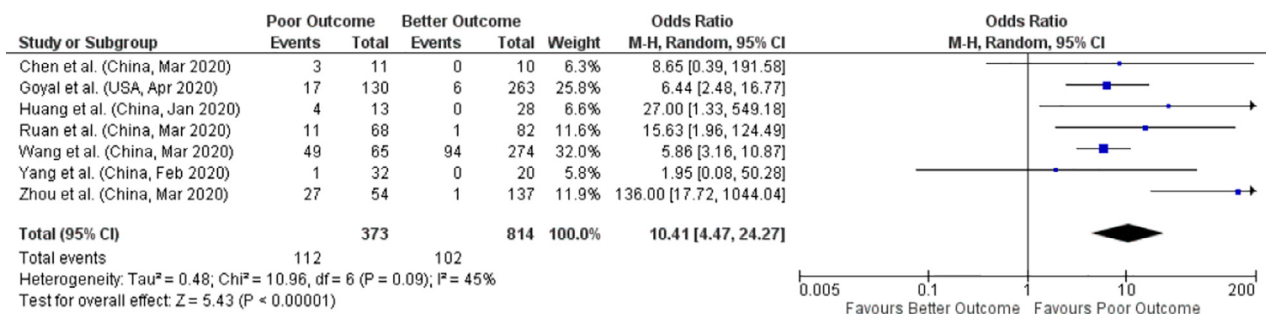 Poor Outcome Better Outcome Odds Ratio Odds Ratio
Study or Subgroup Events Total Events Total Weight M-H, Random, 95% CI M-H, Random, 95% CI
Chen et al. (China, Mar 2020) 3 11 0 10 6.3% 8.65 [0.39, 191.58]
Goyal et al. (USA, Apr 2020) 17 130 6 263 25.8% 6.44 [2.48, 16.77]
Huang et al. (China, Jan 2020) 4 13 0 28 6.6% 27.00 [1.33, 549.18]
Ruan et al. (China, Mar 2020) 11 68 1 82 11.6% 15.63 [1.96, 124.49]
Wang et al. (China, Mar 2020) 49 65 94 274 32.0% 5.86 [3.16, 10.87]
Yang et al. (China, Feb 2020) 1 32 0 20 5.8% 1.95 [0.08, 50.28]
Zhou et al. (China, Mar 2020) 27 54 1 137 11.9% 136.00 [17.72, 1044.04]
Total (95% CI) 373 814 100.0% 10.41 [4.47, 24.27]
Total events 112 102
Heterogeneity: Tau² = 0.48; Chi² = 10.96, df = 6 (P = 0.09); I² = 45%
Test for overall effect: Z = 5.43 (P < 0.00001)
0.005 0.1 1 10 200
Favours Better Outcome Favours Poor Outcome